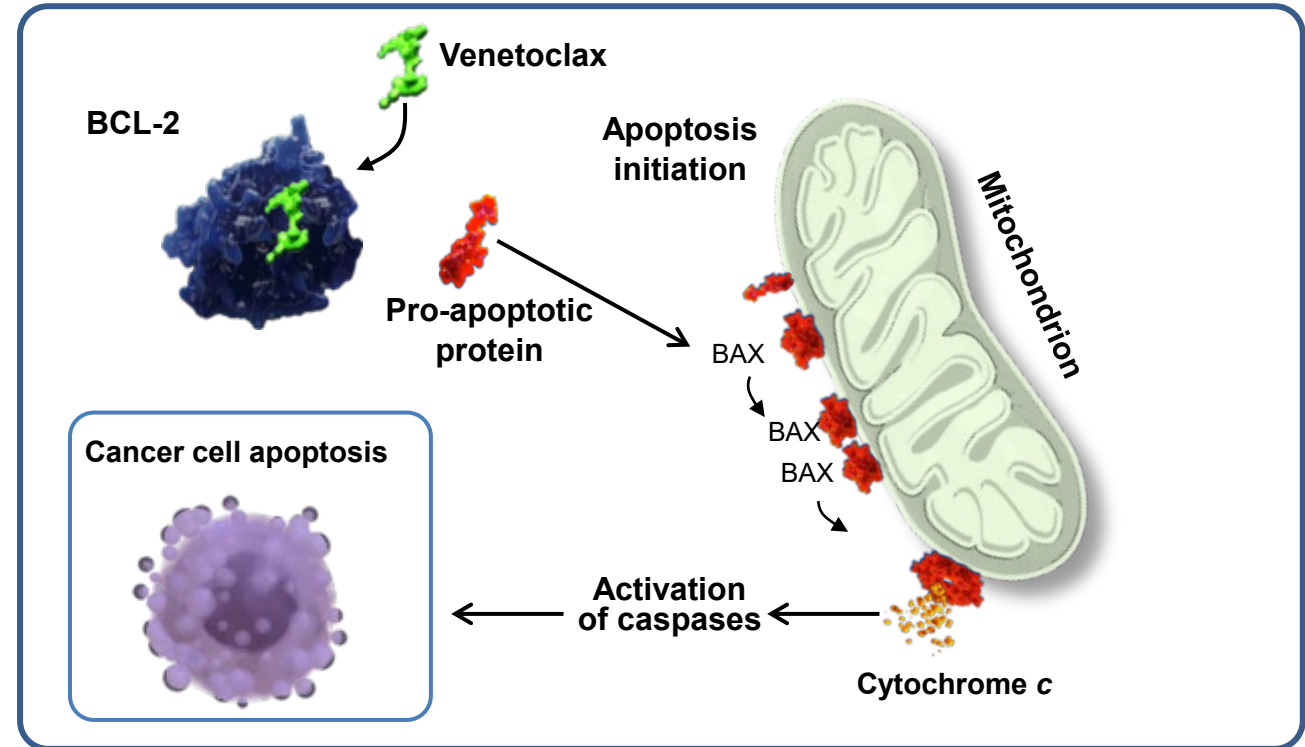 Venetoclax
BCL-2
Apoptosis
initiation
Mitochondrion
Pro-apoptotic
protein
BAX
BAX
BAX
Cancer cell apoptosis
Activation
of caspases
Cytochrome c